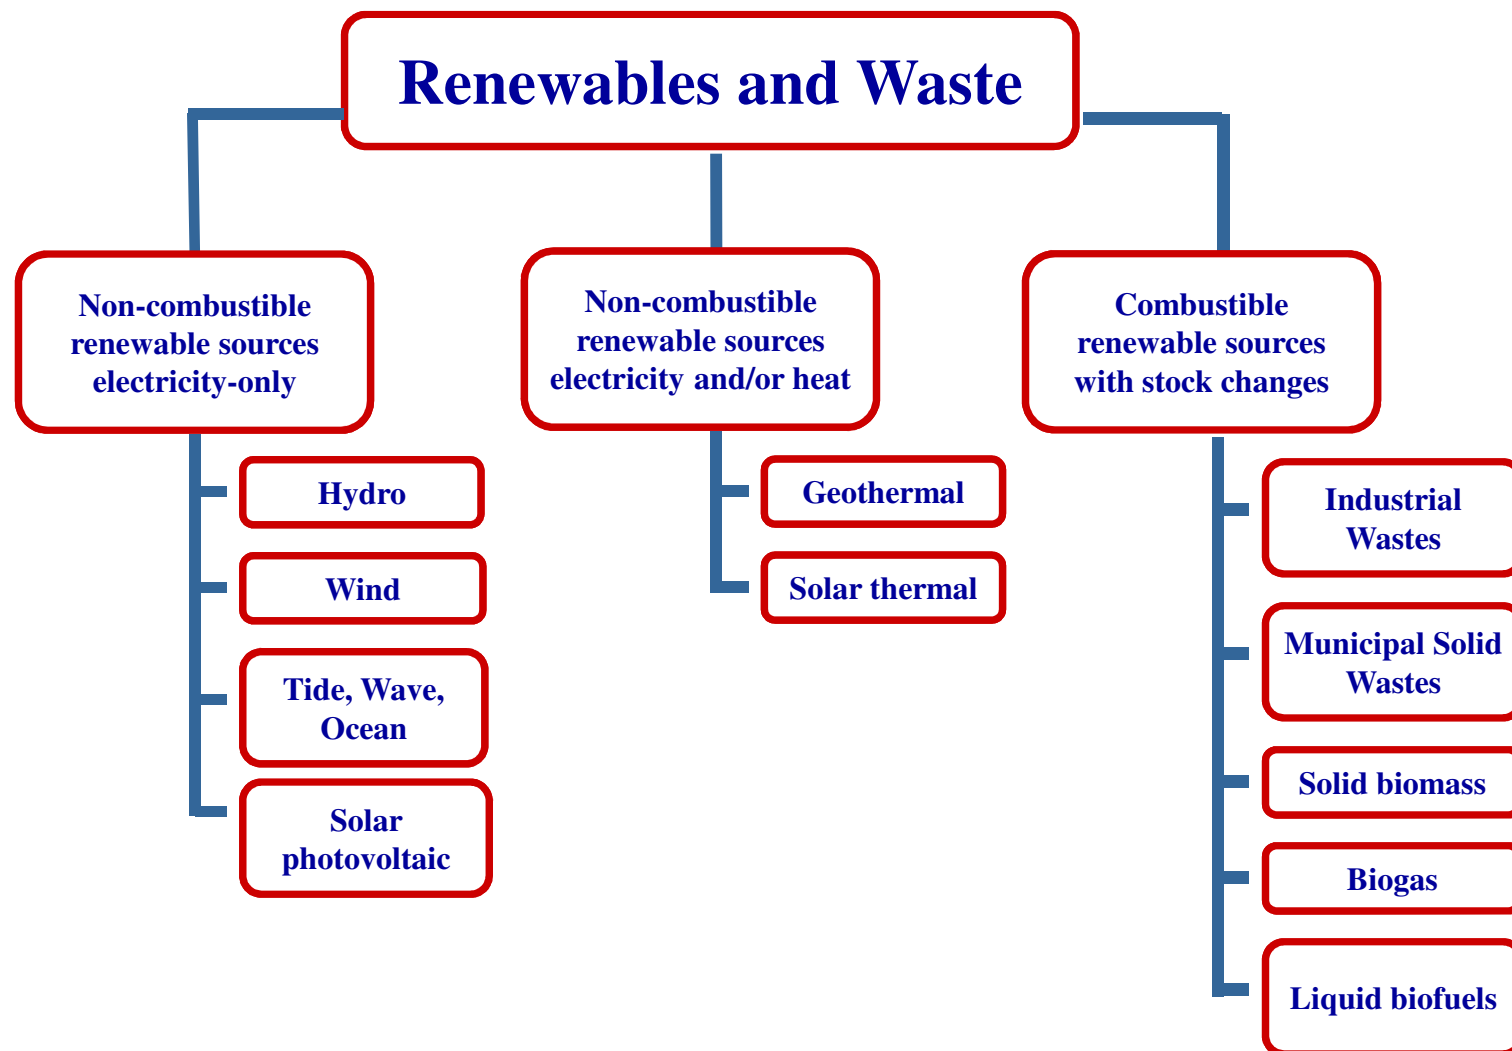 Renewables and Waste
Non-combustible
renewable sources
electricity-only
Hydro
Wind
Tide, Wave,
Ocean
Solar
photovoltaic
Non-combustible
renewable sources
electricity and/or heat
Geothermal
Solar thermal
Combustible
renewable sources
with stock changes
Industrial
Wastes
Municipal Solid
Wastes
Solid biomass
Biogas
Liquid biofuels